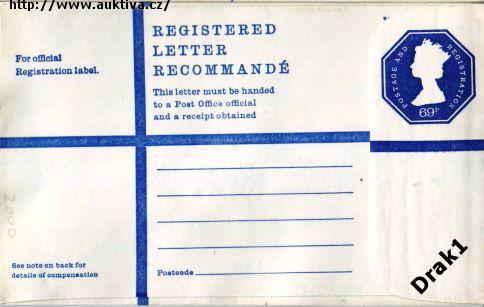 http://www.auktiva.cz/
REGISTERED
LETTER
RECOMMANDÉ
For official
Registration label.
This letter must be handed
to a Post Office official
and a receipt obtained
POSTAGE AND REGISTRATION
69P
2000
See note on back for
details of compensation
Postcode
Drak1